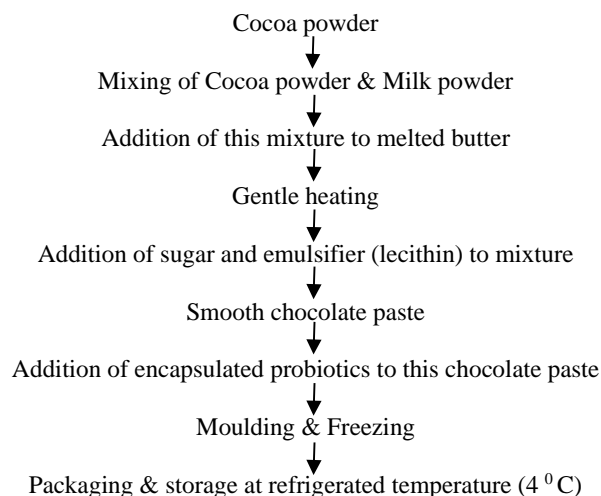 Cocoa powder
Mixing of Cocoa powder & Milk powder
Addition of this mixture to melted butter
Gentle heating
Addition of sugar and emulsifier (lecithin) to mixture
Smooth chocolate paste
Addition of encapsulated probiotics to this chocolate paste
Moulding & Freezing
Packaging & storage at refrigerated temperature (4 ⁰ C)